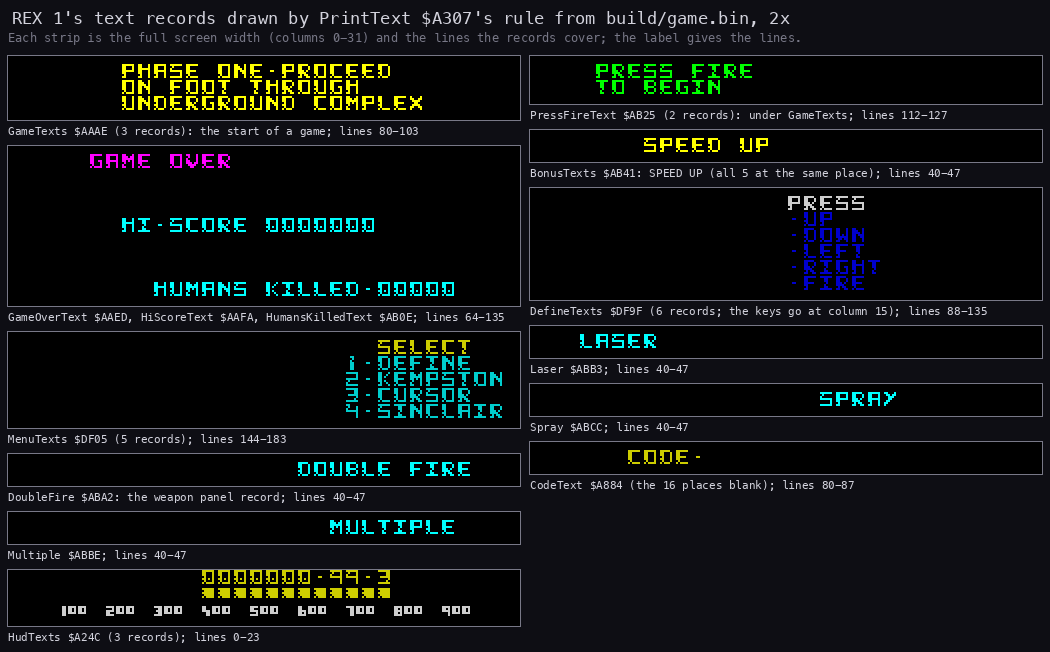 REX 1's text records drawn by PrintText $A307's rule from build/game.bin, 2x
Each strip is the full screen width (columns 0–31) and the lines the records cover; the label gives the lines.
PHASE ONE-PROCEED
ON FOOT THROUGH
UNDERGROUND COMPLEX
GameTexts $AAAE (3 records): the start of a game; lines 80–103
GAME OVER
HI-SCORE 0000000
HUMANS KILLED-00000
GameOverText $AAED, HiScoreText $AAFA, HumansKilledText $AB0E; lines 64–135
SELECT
1-DEFINE
2-KEMPSTON
3-CURSOR
4-SINCLAIR
MenuTexts $DF05 (5 records); lines 144–183
DOUBLE FIRE
DoubleFire $ABA2: the weapon panel record; lines 40–47
MULTIPLE
Multiple $ABBE; lines 40–47
0000000-99-3
100 200 300 400 500 600 700 800 900
HudTexts $A24C (3 records); lines 0–23
PRESS FIRE
TO BEGIN
PressFireText $AB25 (2 records): under GameTexts; lines 112–127
SPEED UP
BonusTexts $AB41: SPEED UP (all 5 at the same place); lines 40–47
PRESS
-UP
-DOWN
-LEFT
-RIGHT
-FIRE
DefineTexts $DF9F (6 records; the keys go at column 15); lines 88–135
LASER
Laser $ABB3; lines 40–47
SPRAY
Spray $ABCC; lines 40–47
CODE-
CodeText $A884 (the 16 places blank); lines 80–87